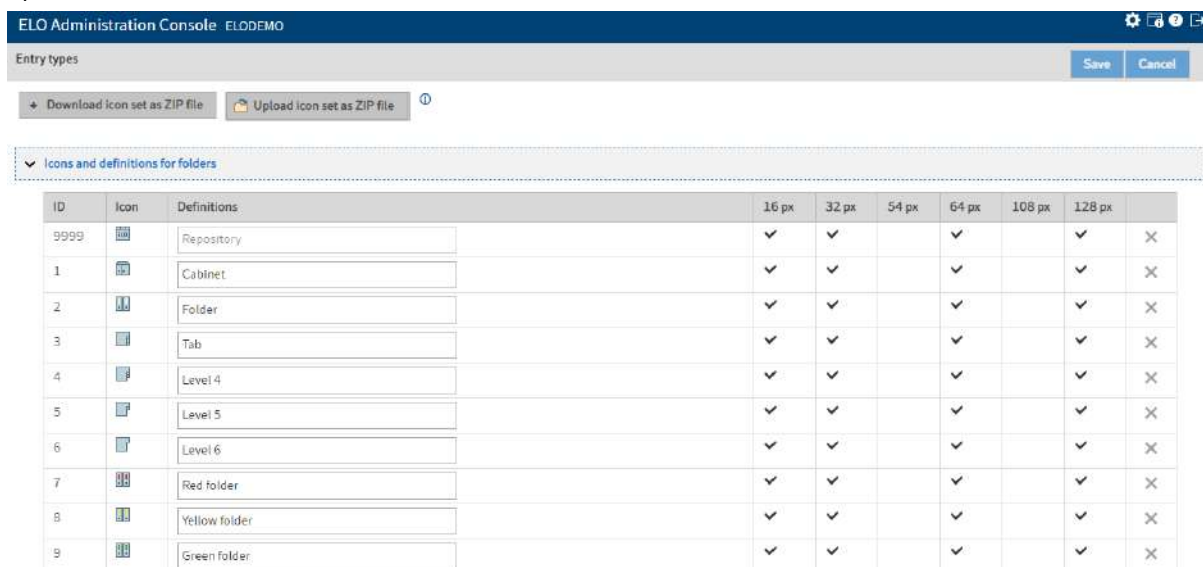 ELO Administration Console ELODEMO
Entry types Save Cancel
Download icon set as ZIP file Upload icon set as ZIP file
Icons and definitions for folders
ID Icon Definitions 16 px 32 px 54 px 64 px 108 px 128 px
9999 Repository
1 Cabinet
2 Folder
3 Tab
4 Level 4
5 Level 5
6 Level 6
7 Red folder
8 Yellow folder
9 Green folder